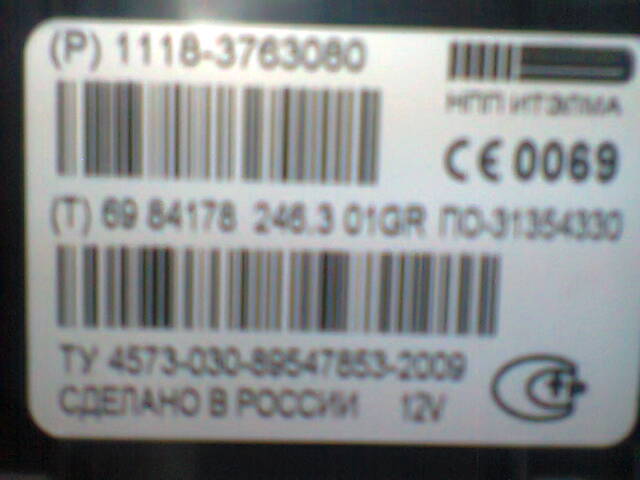 (P) 1118-3763080
НПП ИТЭЛМА
CE 0069
(T) 69 84178 246.3 01GR ПО-31354330
ТУ 4573-030-89547853-2009
СДЕЛАНО В РОССИИ 12V